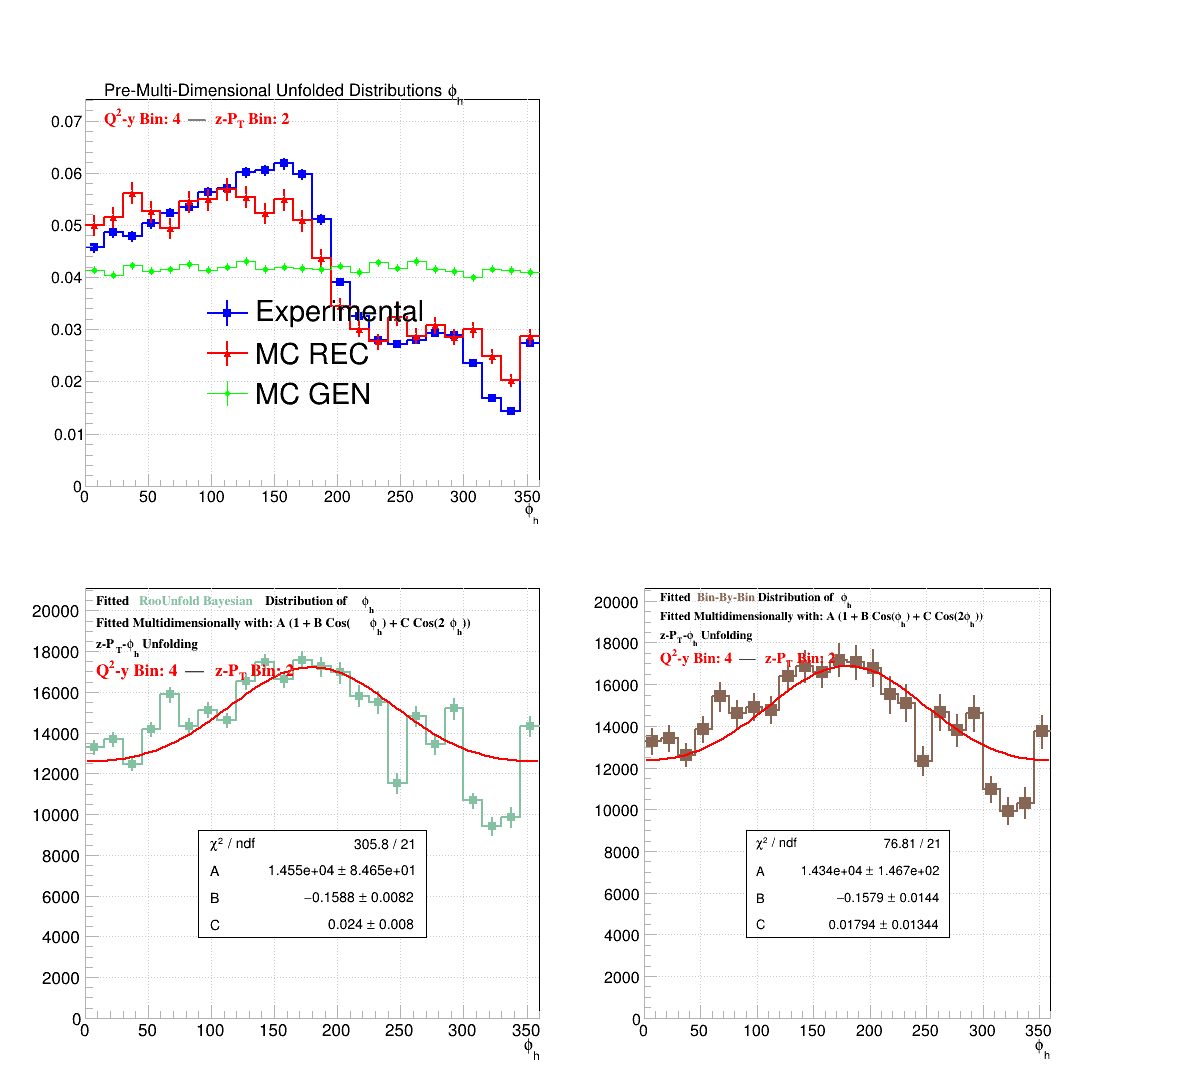 Pre-Multi-Dimensional Unfolded Distributions ϕh
Q²-y Bin: 4 — z-PT Bin: 2
0.07
0.06
0.05
0.04
0.03
0.02
0.01
0
Experimental
MC REC
MC GEN
0 50 100 150 200 250 300 350
ϕh
Fitted RooUnfold Bayesian Distribution of ϕh
Fitted Multidimensionally with: A (1 + B Cos( ϕh) + C Cos(2 ϕh))
z-PT-ϕh Unfolding
Q²-y Bin: 4 — z-PT Bin: 2
20000
18000
16000
14000
12000
10000
8000
6000
4000
2000
0
χ² / ndf 305.8 / 21
A 1.455e+04 ± 8.465e+01
B −0.1588 ± 0.0082
C 0.024 ± 0.008
0 50 100 150 200 250 300 350
ϕh
Fitted Bin-By-Bin Distribution of ϕh
Fitted Multidimensionally with: A (1 + B Cos(ϕh) + C Cos(2ϕh))
z-PT-ϕh Unfolding
Q²-y Bin: 4 — z-PT Bin: 2
20000
18000
16000
14000
12000
10000
8000
6000
4000
2000
0
χ² / ndf 76.81 / 21
A 1.434e+04 ± 1.467e+02
B −0.1579 ± 0.0144
C 0.01794 ± 0.01344
0 50 100 150 200 250 300 350
ϕh